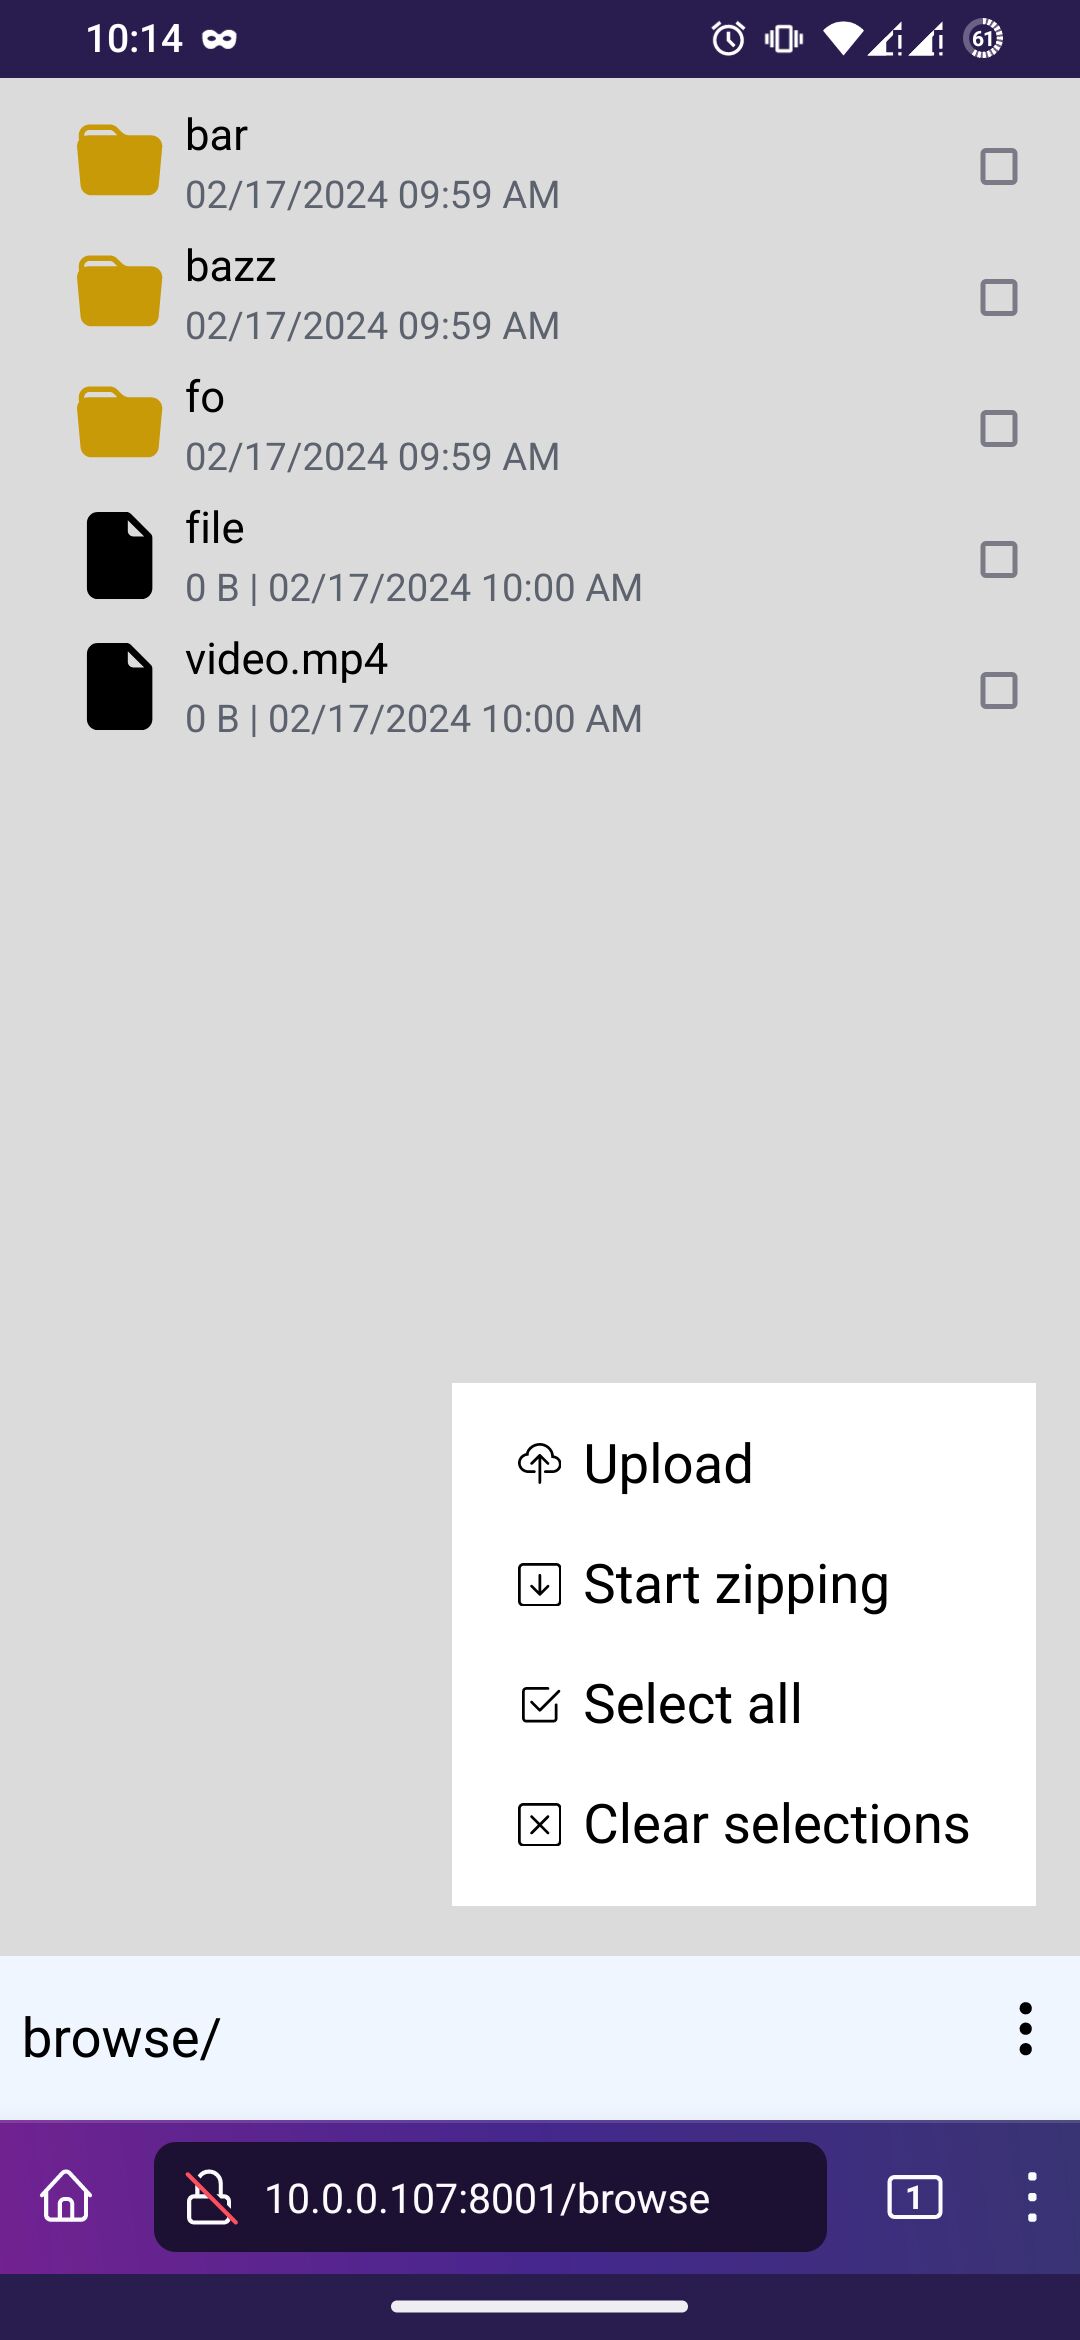 10:14
61
bar
02/17/2024 09:59 AM
bazz
02/17/2024 09:59 AM
fo
02/17/2024 09:59 AM
file
0 B | 02/17/2024 10:00 AM
video.mp4
0 B | 02/17/2024 10:00 AM
Upload
Start zipping
Select all
Clear selections
browse/
10.0.0.107:8001/browse
1